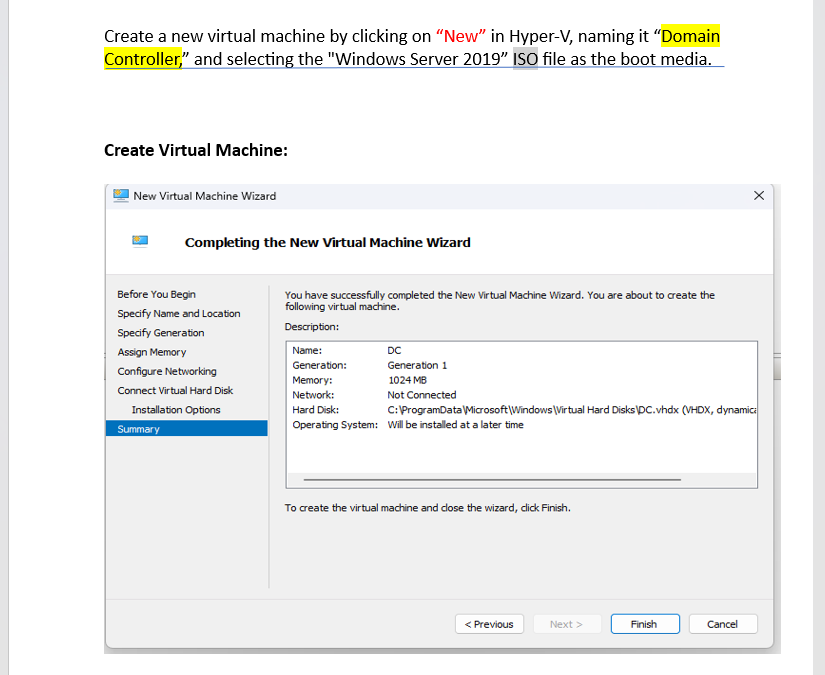 Create a new virtual machine by clicking on “New” in Hyper-V, naming it “Domain
Controller,” and selecting the "Windows Server 2019” ISO file as the boot media.
Create Virtual Machine:
New Virtual Machine Wizard
Completing the New Virtual Machine Wizard
Before You Begin
Specify Name and Location
Specify Generation
Assign Memory
Configure Networking
Connect Virtual Hard Disk
Installation Options
Summary
You have successfully completed the New Virtual Machine Wizard. You are about to create the
following virtual machine.
Description:
Name: DC
Generation: Generation 1
Memory: 1024 MB
Network: Not Connected
Hard Disk: C:\ProgramData\Microsoft\Windows\Virtual Hard Disks\DC.vhdx (VHDX, dynamica
Operating System: Will be installed at a later time
To create the virtual machine and close the wizard, click Finish.
< Previous Next > Finish Cancel